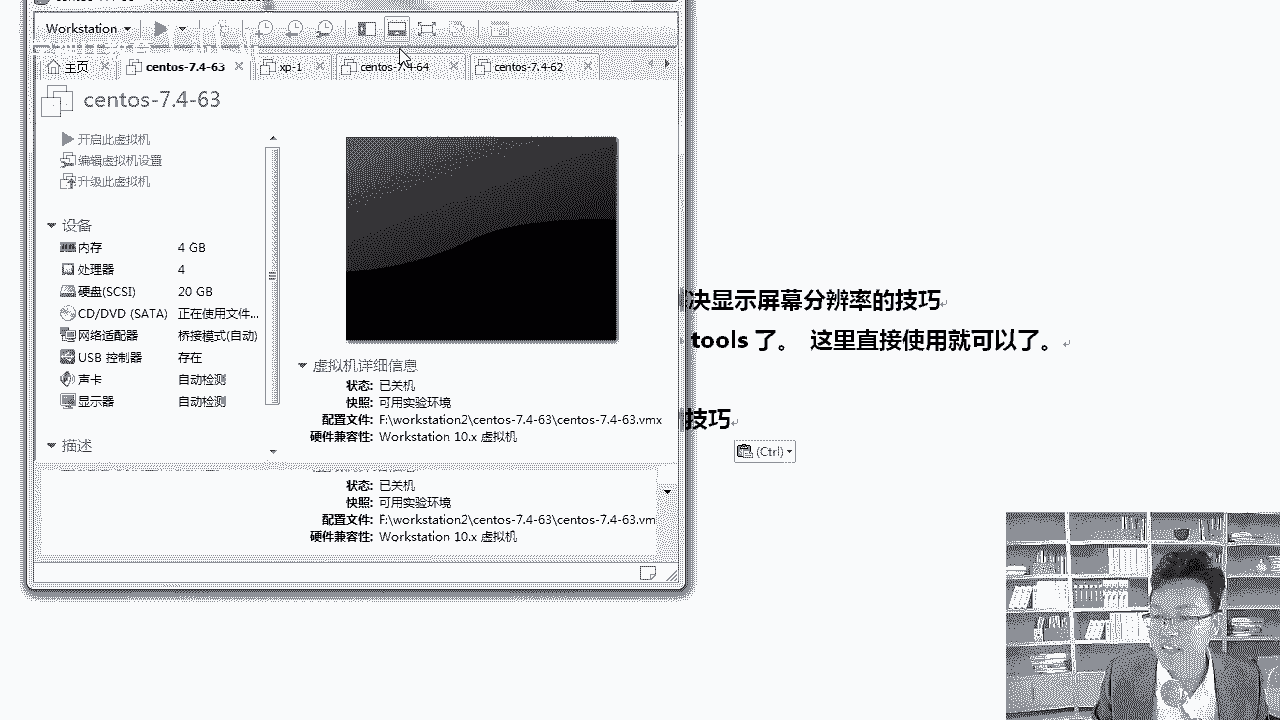 Workstation
主页 centos-7.4-63 xp-1 centos-7.4-64 centos-7.4-62
centos-7.4-63
开启此虚拟机
编辑虚拟机设置
升级此虚拟机
设备
内存 4 GB
处理器 4
硬盘(SCSI) 20 GB
CD/DVD (SATA) 正在使用文件...
网络适配器 桥接模式(自动)
USB 控制器 存在
声卡 自动检测
显示器 自动检测
描述
虚拟机详细信息
状态: 已关机
快照: 可用实验环境
配置文件: F:\workstation2\centos-7.4-63\centos-7.4-63.vmx
硬件兼容性: Workstation 10.x 虚拟机
状态: 已关机
快照: 可用实验环境
配置文件: F:\workstation2\centos-7.4-63\centos-7.4-63.vm
硬件兼容性: Workstation 10.x 虚拟机
决显示屏幕分辨率的技巧
tools 了。 这里直接使用就可以了。
技巧
(Ctrl)